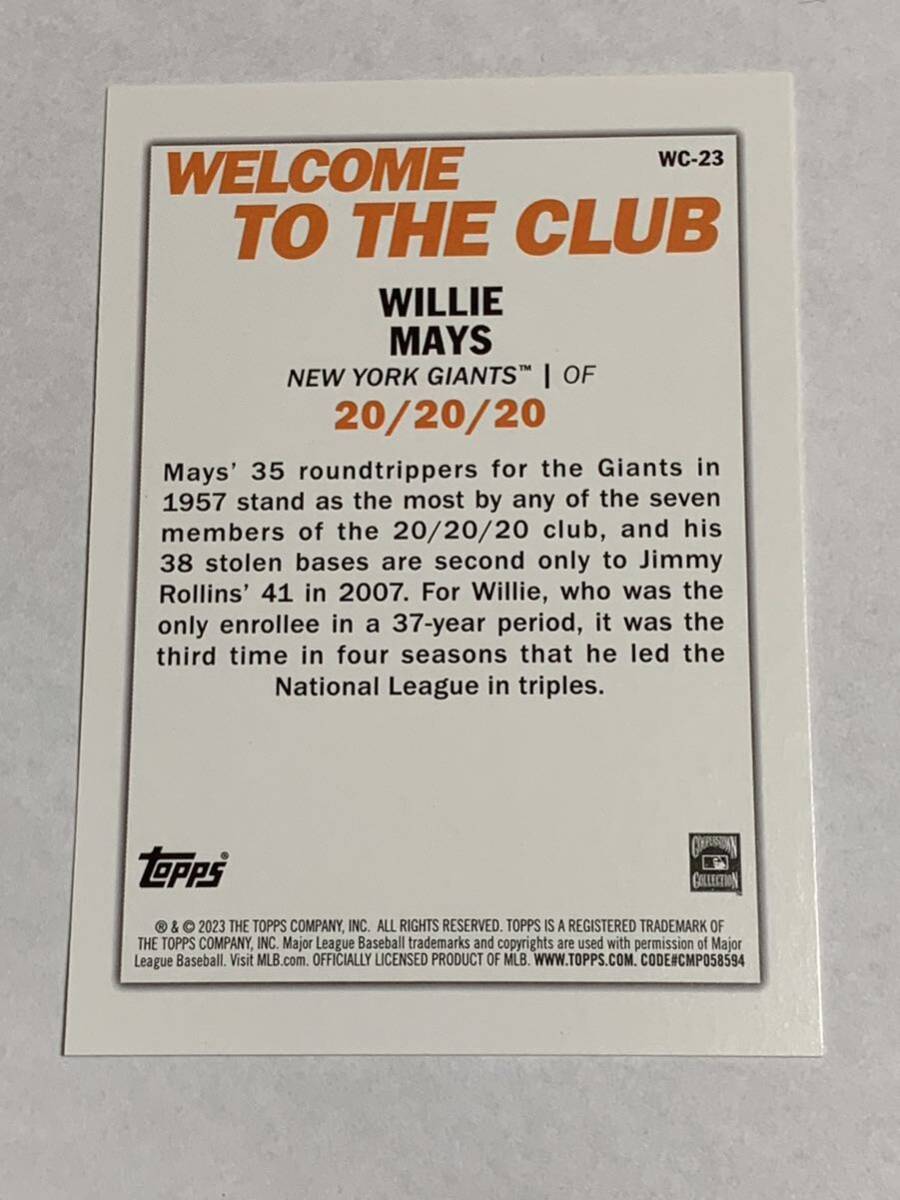 WC-23
WELCOME
TO THE CLUB
WILLIE
MAYS
NEW YORK GIANTS™ | OF
20/20/20
Mays' 35 roundtrippers for the Giants in
1957 stand as the most by any of the seven
members of the 20/20/20 club, and his
38 stolen bases are second only to Jimmy
Rollins' 41 in 2007. For Willie, who was the
only enrollee in a 37-year period, it was the
third time in four seasons that he led the
National League in triples.
TOPPS®
COOPERSTOWN
COLLECTION
® & © 2023 THE TOPPS COMPANY, INC. ALL RIGHTS RESERVED. TOPPS IS A REGISTERED TRADEMARK OF
THE TOPPS COMPANY, INC. Major League Baseball trademarks and copyrights are used with permission of Major
League Baseball. Visit MLB.com. OFFICIALLY LICENSED PRODUCT OF MLB. WWW.TOPPS.COM. CODE#CMP058594